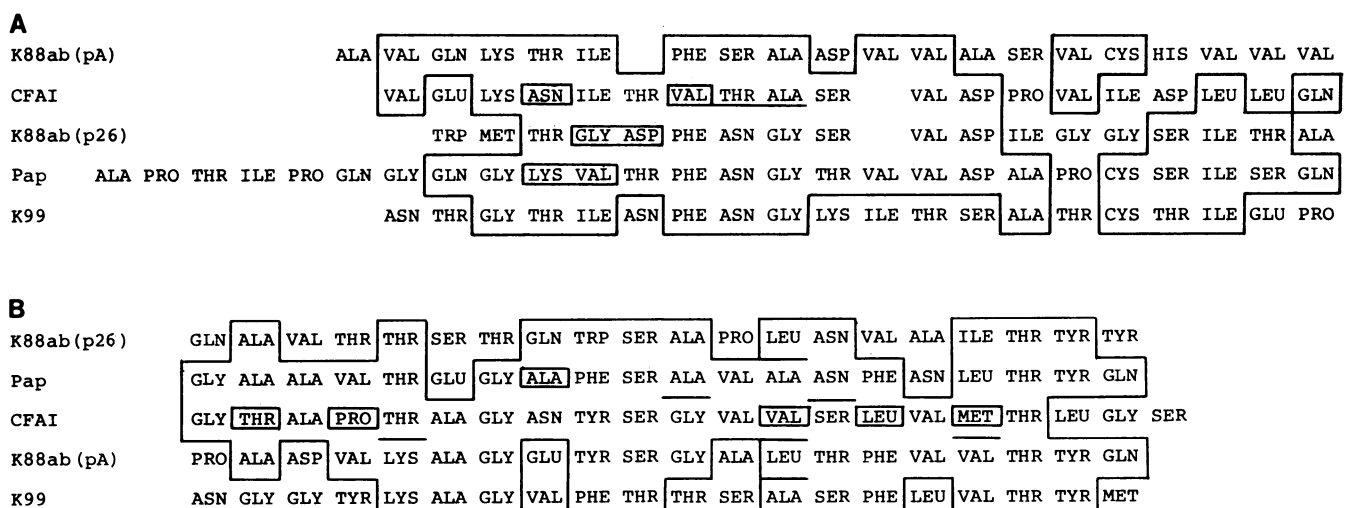 A
K88ab(pA) ALA VAL GLN LYS THR ILE PHE SER ALA ASP VAL VAL ALA SER VAL CYS HIS VAL VAL VAL
CFAI VAL GLU LYS ASN ILE THR VAL THR ALA SER VAL ASP PRO VAL ILE ASP LEU LEU GLN
K88ab(p26) TRP MET THR GLY ASP PHE ASN GLY SER VAL ASP ILE GLY GLY SER ILE THR ALA
Pap ALA PRO THR ILE PRO GLN GLY GLN GLY LYS VAL THR PHE ASN GLY THR VAL VAL ASP ALA PRO CYS SER ILE SER GLN
K99 ASN THR GLY THR ILE ASN PHE ASN GLY LYS ILE THR SER ALA THR CYS THR ILE GLU PRO
B
K88ab(p26) GLN ALA VAL THR THR SER THR GLN TRP SER ALA PRO LEU ASN VAL ALA ILE THR TYR TYR
Pap GLY ALA ALA VAL THR GLU GLY ALA PHE SER ALA VAL ALA ASN PHE ASN LEU THR TYR GLN
CFAI GLY THR ALA PRO THR ALA GLY ASN TYR SER GLY VAL VAL SER LEU VAL MET THR LEU GLY SER
K88ab(pA) PRO ALA ASP VAL LYS ALA GLY GLU TYR SER GLY ALA LEU THR PHE VAL VAL THR TYR GLN
K99 ASN GLY GLY TYR LYS ALA GLY VAL PHE THR THR SER ALA SER PHE LEU VAL THR TYR MET